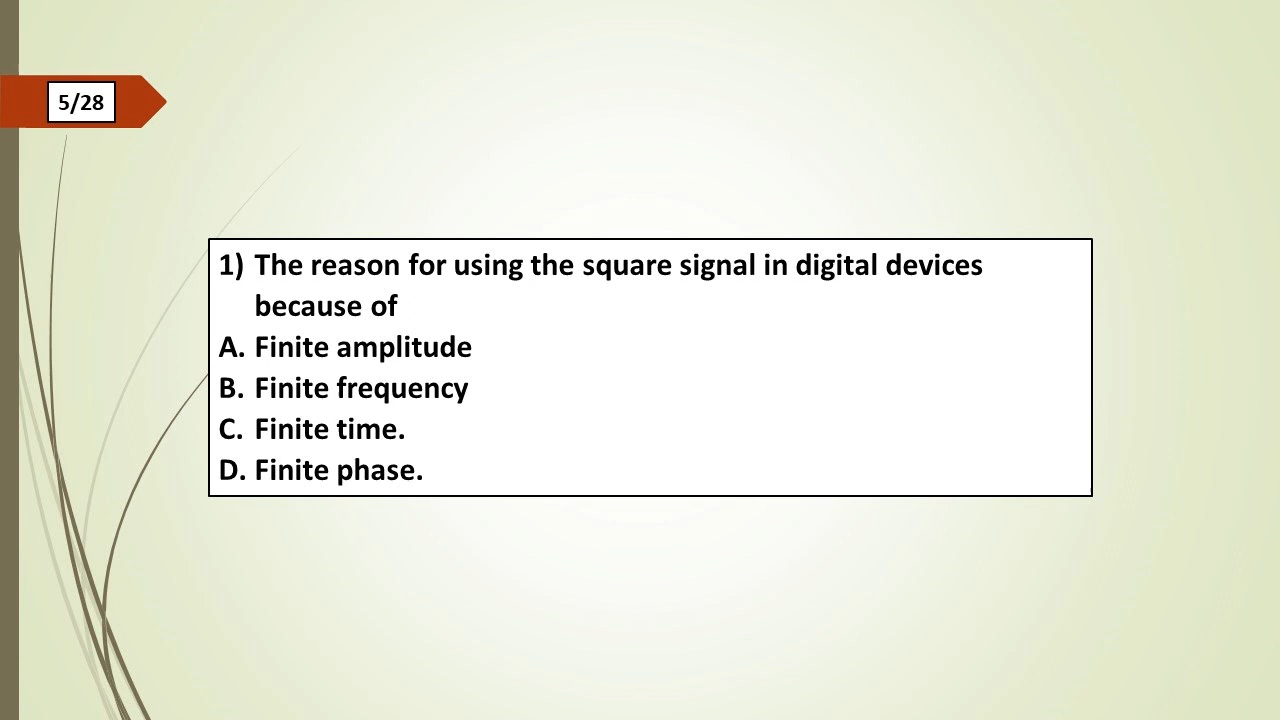 5/28
1) The reason for using the square signal in digital devices
because of
A. Finite amplitude
B. Finite frequency
C. Finite time.
D. Finite phase.